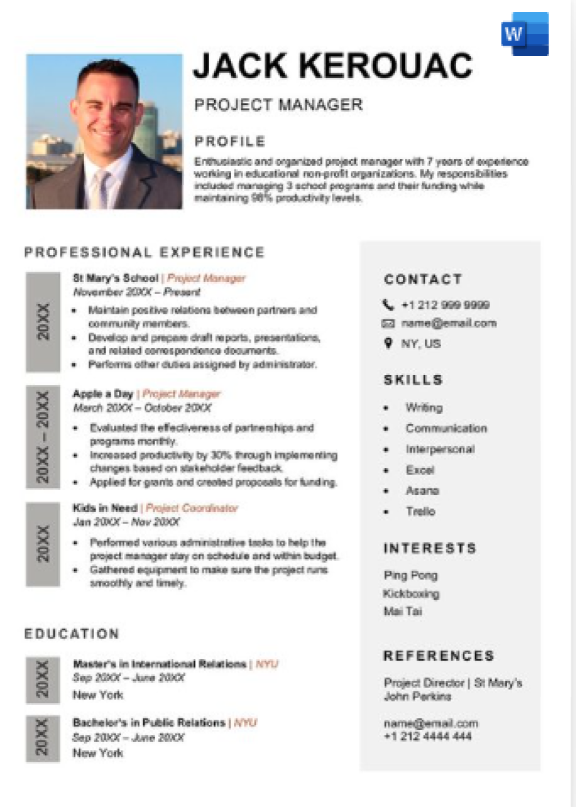 W
JACK KEROUAC
PROJECT MANAGER
PROFILE
Enthusiastic and organized project manager with 7 years of experience
working in educational non-profit organizations. My responsibilities
included managing 3 school programs and their funding while
maintaining 98% productivity levels.
PROFESSIONAL EXPERIENCE
20XX
St Mary's School | Project Manager
November 20XX – Present
• Maintain positive relations between partners and
community members.
• Develop and prepare draft reports, presentations,
and related correspondence documents.
• Performs other duties assigned by administrator.
20XX – 20XX
Apple a Day | Project Manager
March 20XX – October 20XX
• Evaluated the effectiveness of partnerships and
programs monthly.
• Increased productivity by 30% through implementing
changes based on stakeholder feedback.
• Applied for grants and created proposals for funding.
20XX
Kids in Need | Project Coordinator
Jan 20XX – Nov 20XX
• Performed various administrative tasks to help the
project manager stay on schedule and within budget.
• Gathered equipment to make sure the project runs
smoothly and timely.
EDUCATION
20XX
Master's in International Relations | NYU
Sep 20XX – June 20XX
New York
20XX
Bachelor's in Public Relations | NYU
Sep 20XX – June 20XX
New York
CONTACT
+1 212 999 9999
name@email.com
NY, US
SKILLS
• Writing
• Communication
• Interpersonal
• Excel
• Asana
• Trello
INTERESTS
Ping Pong
Kickboxing
Mai Tai
REFERENCES
Project Director | St Mary's
John Perkins
name@email.com
+1 212 4444 444